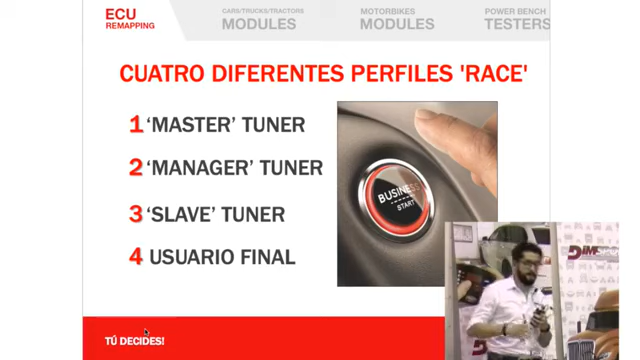 ECU
REMAPPING
CARS/TRUCKS/TRACTORS
MODULES
MOTORBIKES
MODULES
POWER BENCH
TESTERS
CUATRO DIFERENTES PERFILES 'RACE'
1 ‘MASTER’ TUNER
2 ‘MANAGER’ TUNER
3 ‘SLAVE’ TUNER
4 USUARIO FINAL
BUSINESS
START
TÚ DECIDES!